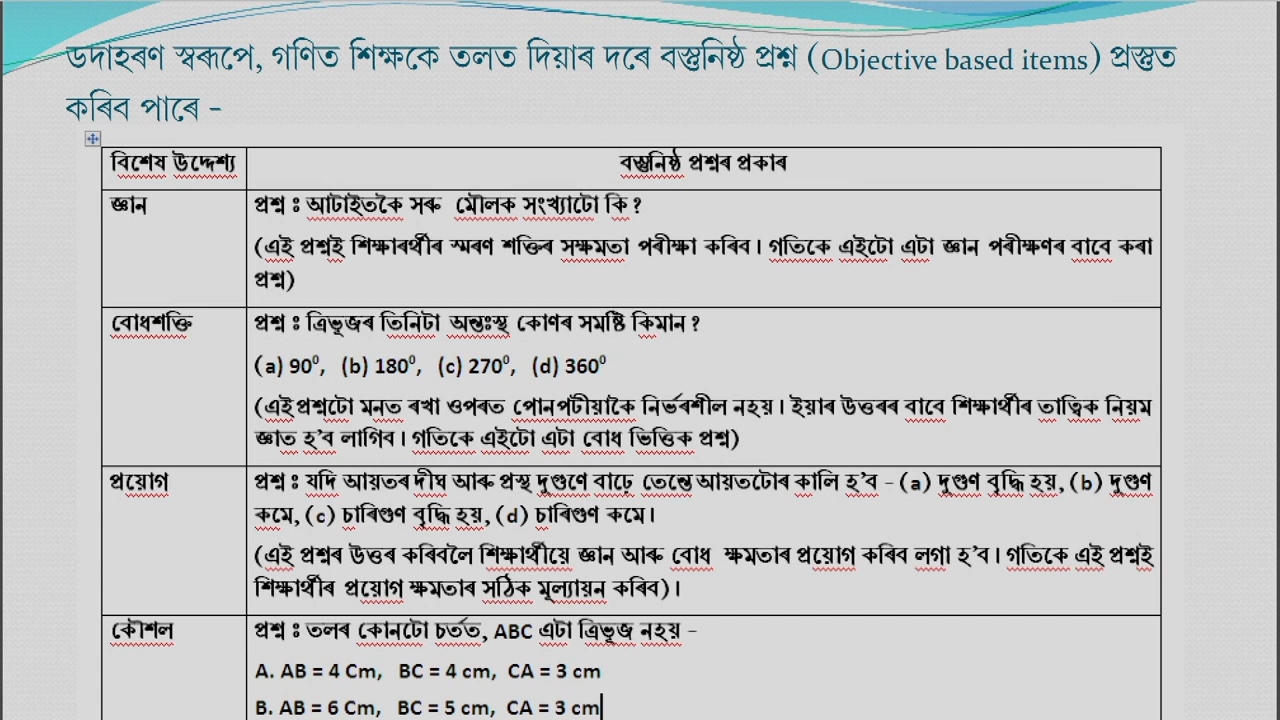 উদাহৰণ স্বৰূপে, গণিত শিক্ষকে তলত দিয়াৰ দৰে বস্তুনিষ্ঠ প্ৰশ্ন (Objective based items) প্ৰস্তুত
কৰিব পাৰে -
বিশেষ উদ্দেশ্য
বস্তুনিষ্ঠ প্ৰশ্নৰ প্ৰকাৰ
জ্ঞান
প্ৰশ্ন ঃ আটাইতকৈ সৰু মৌলক সংখ্যাটো কি ?
(এই প্ৰশ্নই শিক্ষাৰৰ্থীৰ স্মৰণ শক্তিৰ সক্ষমতা পৰীক্ষা কৰিব। গতিকে এইটো এটা জ্ঞান পৰীক্ষণৰ বাবে কৰা
প্ৰশ্ন)
বোধশক্তি
প্ৰশ্ন ঃ ত্ৰিভূজৰ তিনিটা অন্তঃস্থ কোণৰ সমষ্টি কিমান ?
(a) 90⁰, (b) 180⁰, (c) 270⁰, (d) 360⁰
(এইপ্ৰশ্নটো মনত ৰখা ওপৰত পোনপটীয়াকৈ নিৰ্ভৰশীল নহয়। ইয়াৰ উত্তৰৰ বাবে শিক্ষাৰ্থীৰ তাত্বিক নিয়ম
জ্ঞাত হ’ব লাগিব। গতিকে এইটো এটা বোধ ভিত্তিক প্ৰশ্ন)
প্ৰয়োগ
প্ৰশ্ন ঃ যদি আয়তৰ দীঘ আৰু প্ৰস্থ দুগুণে বাঢ়ে তেন্তে আয়তটোৰ কালি হ’ব - (a) দুগুণ বৃদ্ধি হয়, (b) দুগুণ
কমে, (c) চাৰিগুণ বৃদ্ধি হয়, (d) চাৰিগুণ কমে।
(এই প্ৰশ্নৰ উত্তৰ কৰিবলৈ শিক্ষাৰ্থীয়ে জ্ঞান আৰু বোধ ক্ষমতাৰ প্ৰয়োগ কৰিব লগা হ’ব। গতিকে এই প্ৰশ্নই
শিক্ষাৰ্থীৰ প্ৰয়োগ ক্ষমতাৰ সঠিক মূল্যায়ন কৰিব)।
কৌশল
প্ৰশ্ন ঃ তলৰ কোনটো চৰ্তত, ABC এটা ত্ৰিভূজ নহয় -
A. AB = 4 Cm, BC = 4 cm, CA = 3 cm
B. AB = 6 Cm, BC = 5 cm, CA = 3 cm